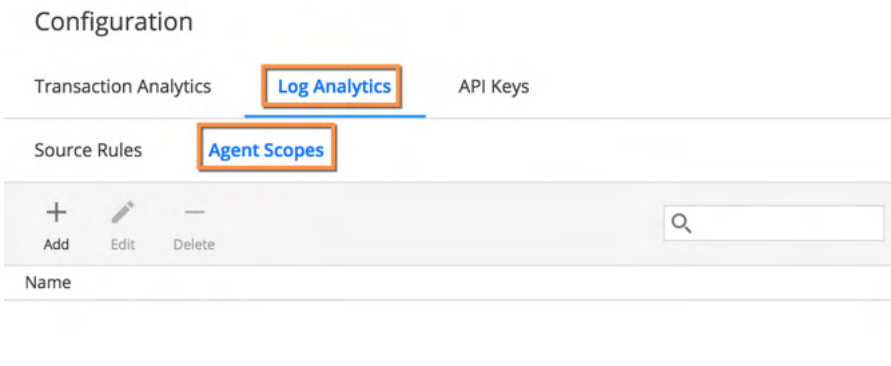 Configuration
Transaction Analytics Log Analytics API Keys
Source Rules Agent Scopes
Add Edit Delete
Name